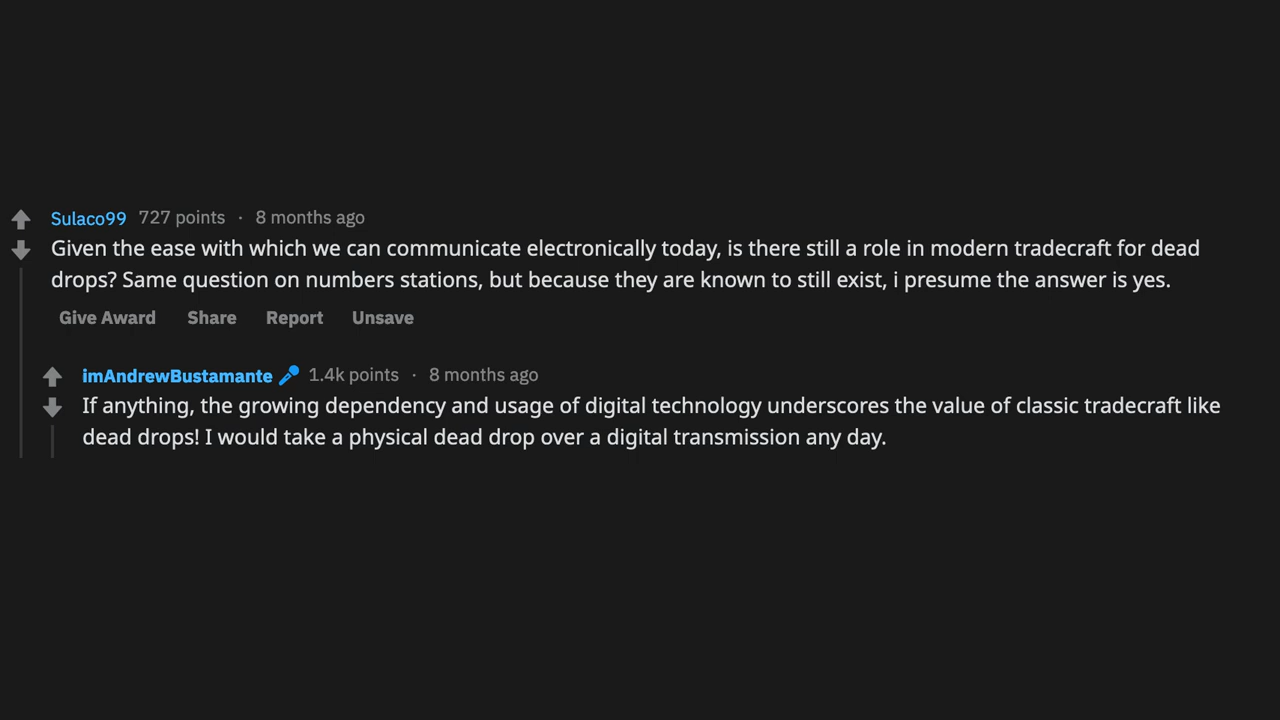 Sulaco99 727 points · 8 months ago
Given the ease with which we can communicate electronically today, is there still a role in modern tradecraft for dead
drops? Same question on numbers stations, but because they are known to still exist, i presume the answer is yes.
Give Award Share Report Unsave
imAndrewBustamante 1.4k points · 8 months ago
If anything, the growing dependency and usage of digital technology underscores the value of classic tradecraft like
dead drops! I would take a physical dead drop over a digital transmission any day.